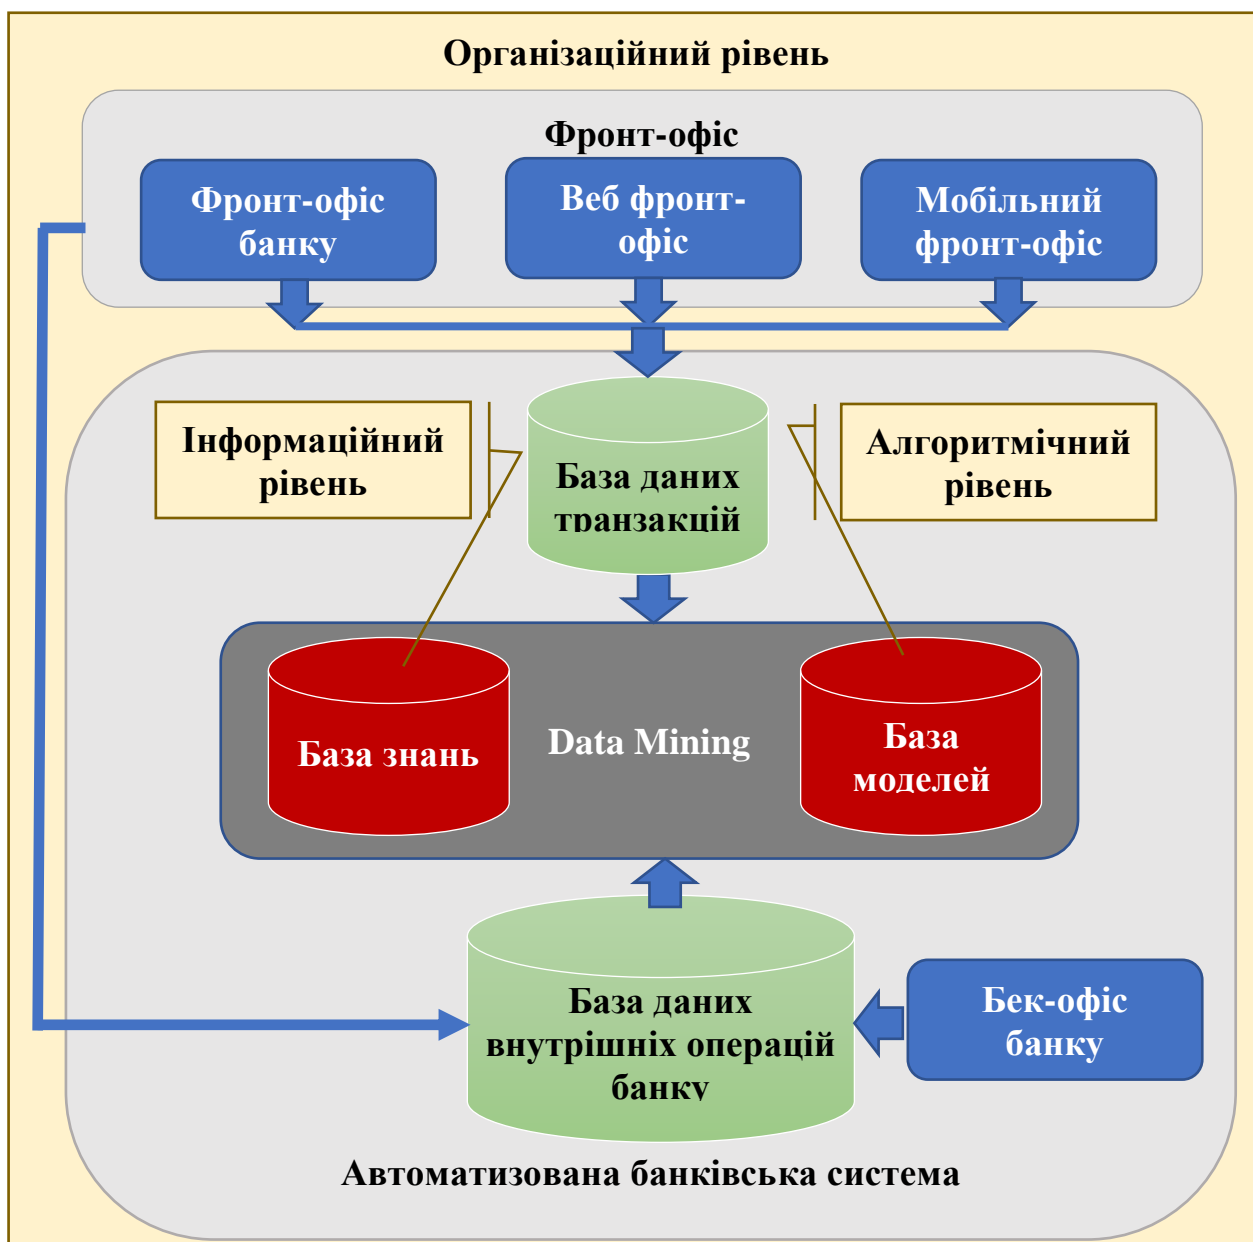 Організаційний рівень
Фронт-офіс
Фронт-офіс
банку
Веб фронт-
офіс
Мобільний
фронт-офіс
Інформаційний
рівень
База даних
транзакцій
Алгоритмічний
рівень
База знань
Data Mining
База
моделей
База даних
внутрішніх операцій
банку
Бек-офіс
банку
Автоматизована банківська система